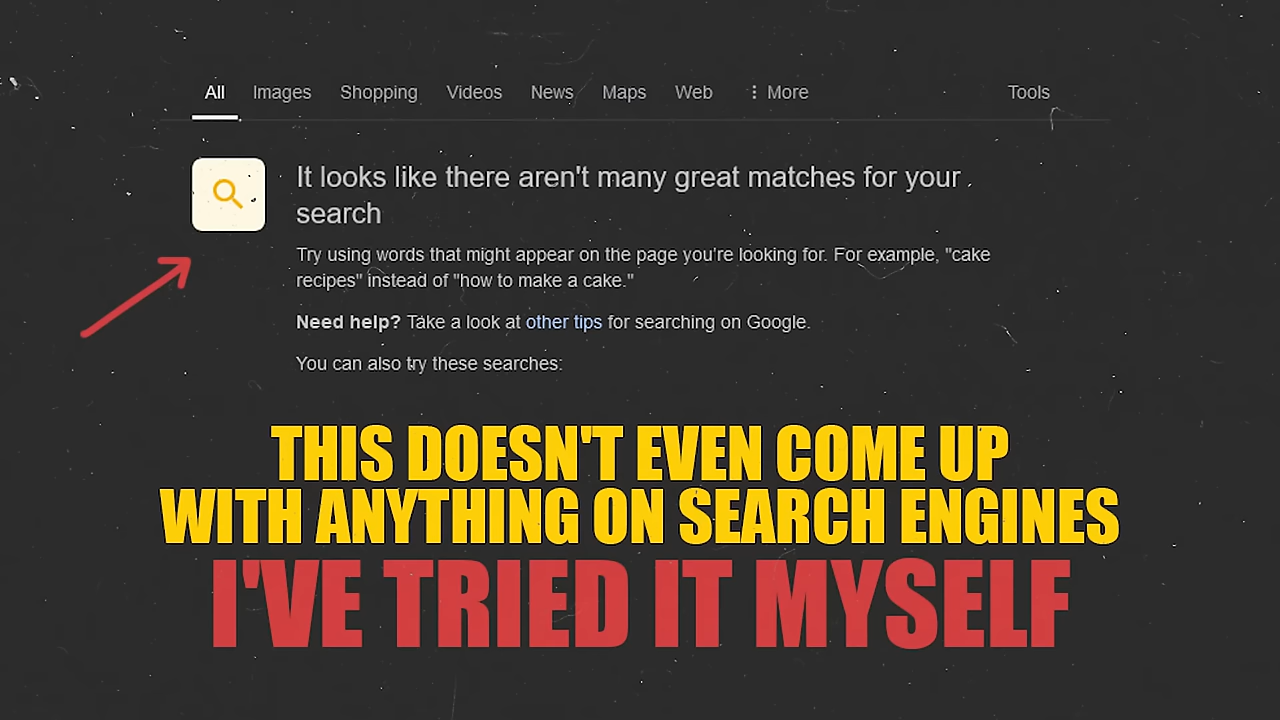 All Images Shopping Videos News Maps Web ⋮ More Tools
It looks like there aren't many great matches for your
search
Try using words that might appear on the page you're looking for. For example, "cake
recipes" instead of "how to make a cake."
Need help? Take a look at other tips for searching on Google.
You can also try these searches:
THIS DOESN'T EVEN COME UP
WITH ANYTHING ON SEARCH ENGINES
I'VE TRIED IT MYSELF